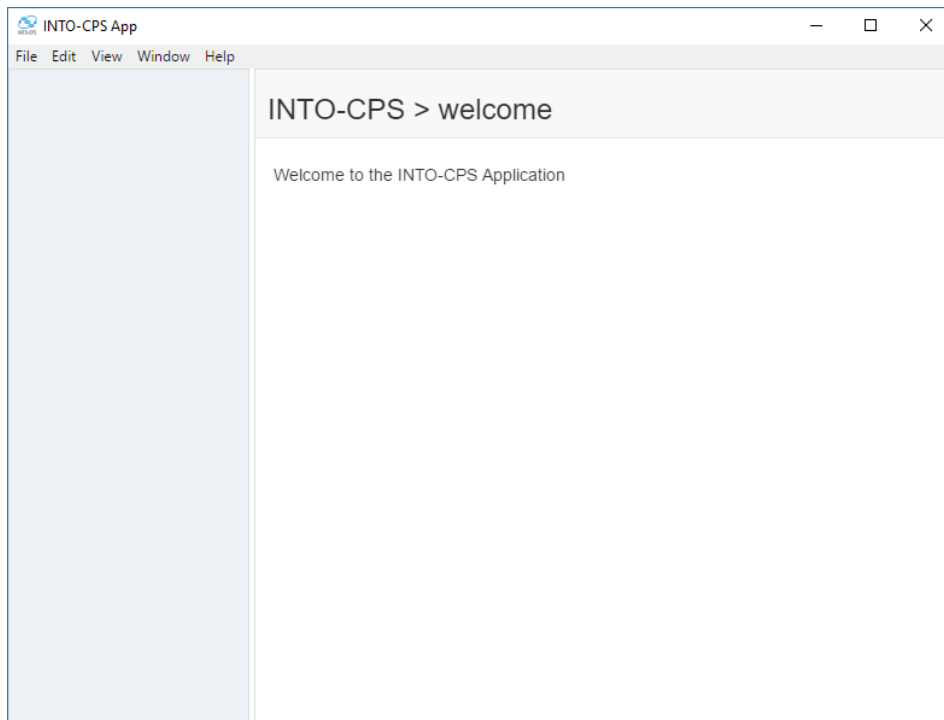 INTO-CPS App
File Edit View Window Help
INTO-CPS > welcome
Welcome to the INTO-CPS Application